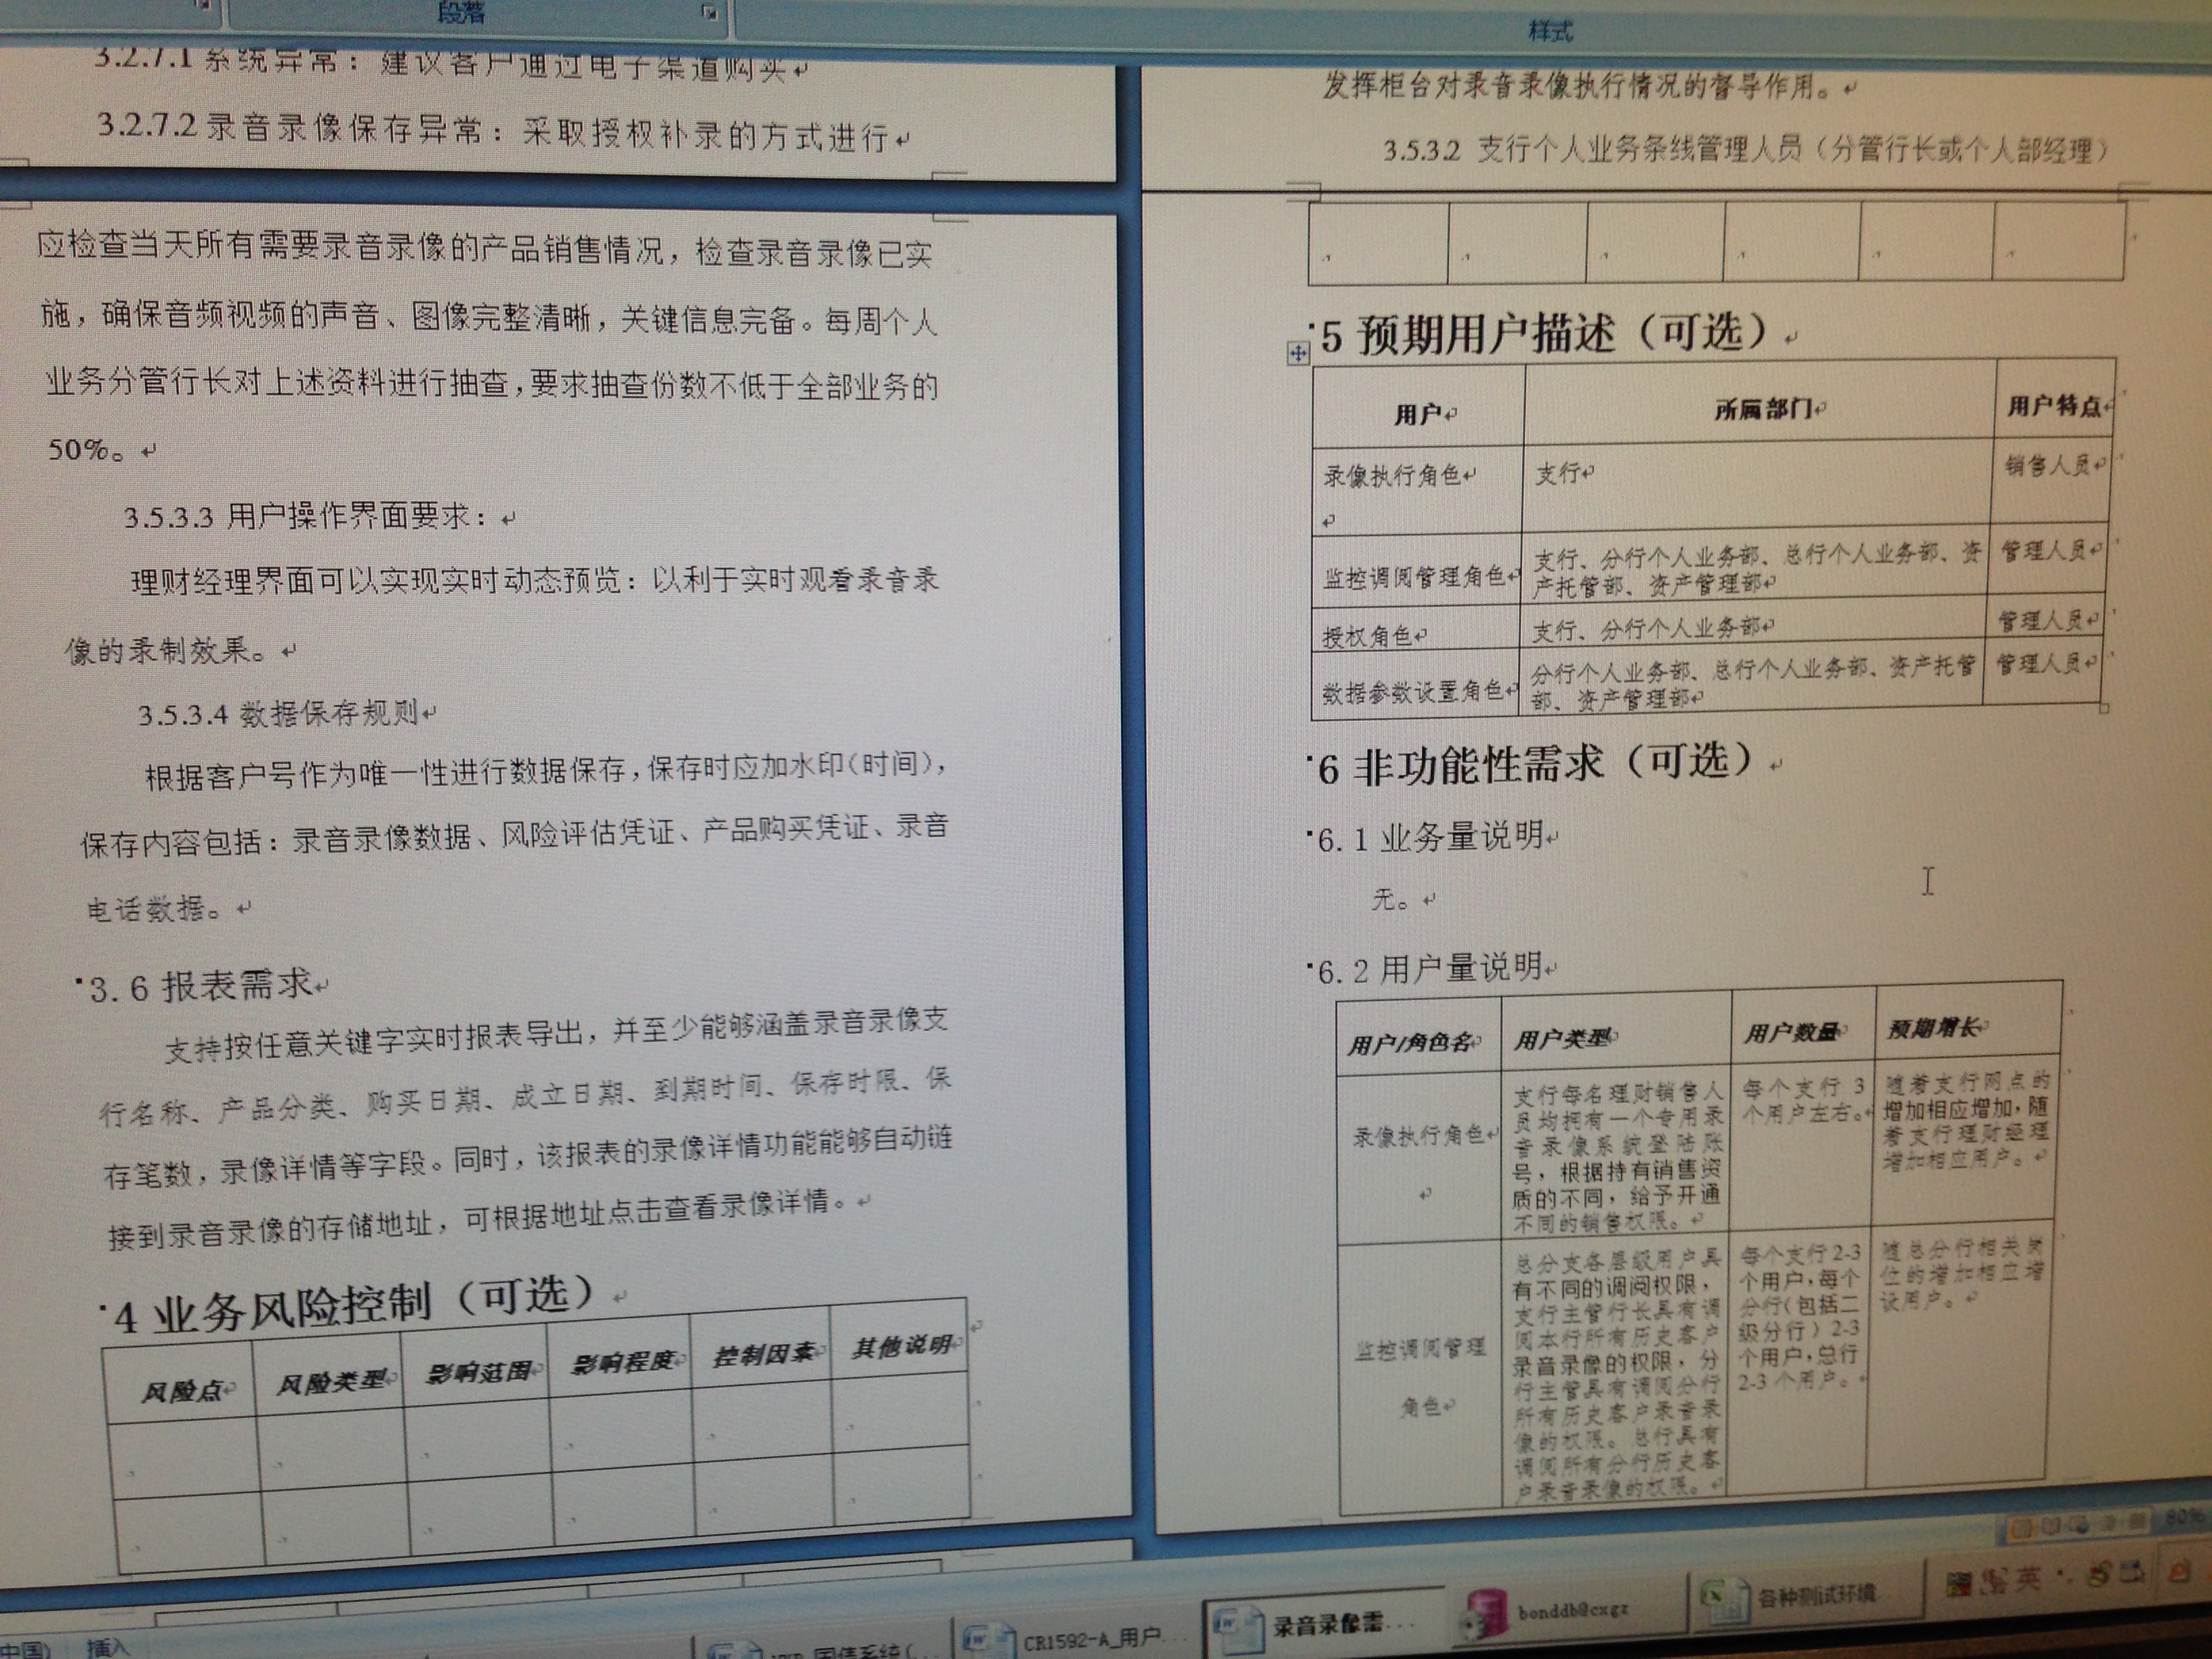 段落
样式
3.2.7.1 系统异常：建议客户通过电子渠道购买
3.2.7.2 录音录像保存异常：采取授权补录的方式进行
应检查当天所有需要录音录像的产品销售情况，检查录音录像已实
施，确保音频视频的声音、图像完整清晰，关键信息完备。每周个人
业务分管行长对上述资料进行抽查，要求抽查份数不低于全部业务的
50%。
3.5.3.3 用户操作界面要求：
理财经理界面可以实现实时动态预览：以利于实时观看录音录
像的录制效果。
3.5.3.4 数据保存规则
根据客户号作为唯一性进行数据保存，保存时应加水印（时间），
保存内容包括：录音录像数据、风险评估凭证、产品购买凭证、录音
电话数据。
3.6 报表需求
支持按任意关键字实时报表导出，并至少能够涵盖录音录像支
行名称、产品分类、购买日期、成立日期、到期时间、保存时限、保
存笔数，录像详情等字段。同时，该报表的录像详情功能能够自动链
接到录音录像的存储地址，可根据地址点击查看录像详情。
4 业务风险控制（可选）
风险点 风险类型 影响范围 影响程度 控制因素 其他说明
发挥柜台对录音录像执行情况的督导作用。
3.5.3.2 支行个人业务条线管理人员（分管行长或个人部经理）
5 预期用户描述（可选）
用户 所属部门 用户特点
录像执行角色 支行 销售人员
监控调阅管理角色
支行、分行个人业务部、总行个人业务部、资
产托管部、资产管理部
管理人员
授权角色 支行、分行个人业务部 管理人员
数据参数设置角色
分行个人业务部、总行个人业务部、资产托管
部、资产管理部
管理人员
6 非功能性需求（可选）
6.1 业务量说明
无。
6.2 用户量说明
用户/角色名 用户类型 用户数量 预期增长
录像执行角色
支行每名理财销售人
员均拥有一个专用录
音录像系统登陆账
号，根据持有销售资
质的不同，给予开通
不同的销售权限。
每个支行 3
个用户左右。
随着支行网点的
增加相应增加，随
着支行理财经理
增加相应用户。
监控调阅管理
角色
总分支各层级用户具
有不同的调阅权限，
支行主管行长具有调
阅本行所有历史客户
录音录像的权限，分
行主管具有调阅分行
所有历史客户录音录
像的权限。总行具有
调阅所有分行历史客
户录音录像的权限。
每个支行 2-3
个用户，每个
分行（包括二
级分行）2-3
个用户，总行
2-3 个用户。
随总分行相关岗
位的增加相应增
设用户。
80%
中国）
插入
CR1592-A_用户...
录音录像需...
bonddb@cxgz
各种测试环境
英